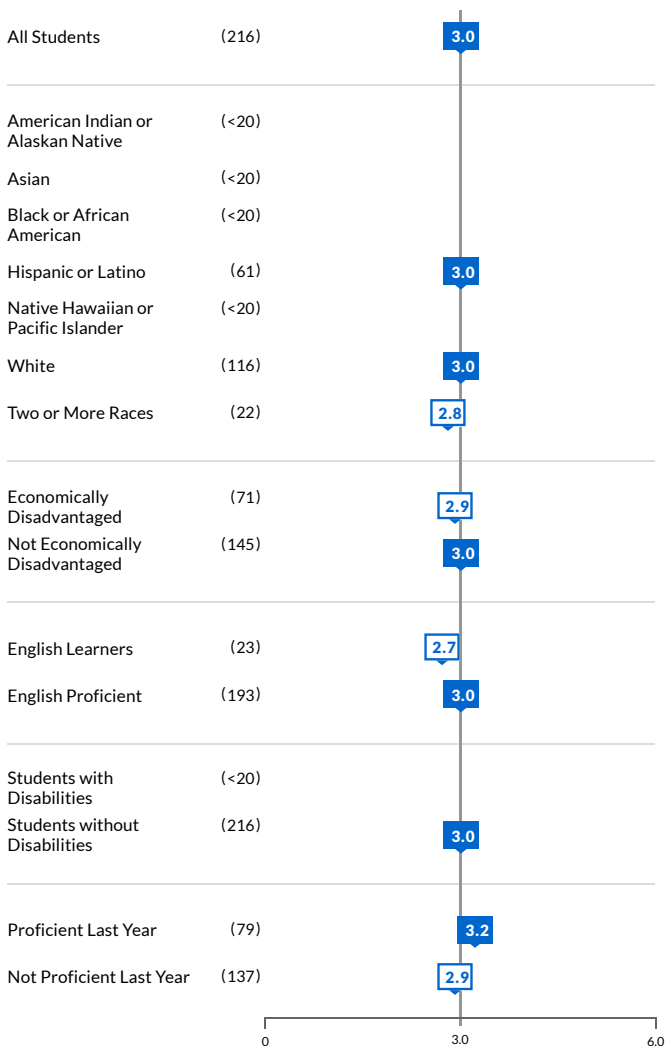 All Students (216) 3.0
American Indian or (<20)
Alaskan Native
Asian (<20)
Black or African (<20)
American
Hispanic or Latino (61) 3.0
Native Hawaiian or (<20)
Pacific Islander
White (116) 3.0
Two or More Races (22) 2.8
Economically (71) 2.9
Disadvantaged
Not Economically (145) 3.0
Disadvantaged
English Learners (23) 2.7
English Proficient (193) 3.0
Students with (<20)
Disabilities
Students without (216) 3.0
Disabilities
Proficient Last Year (79) 3.2
Not Proficient Last Year (137) 2.9
0 3.0 6.0